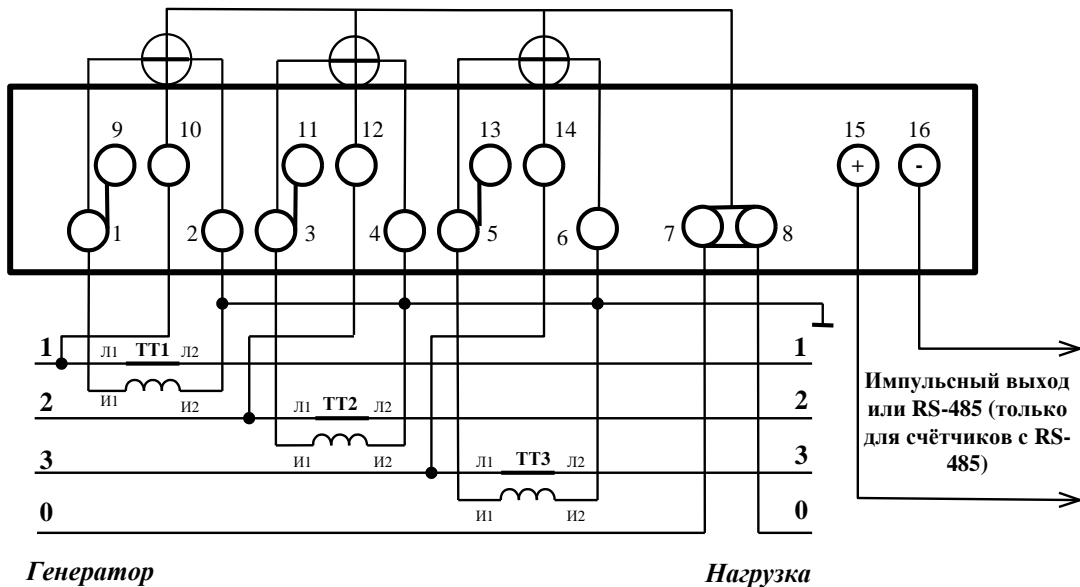 9 10 11 12 13 14 15 16
+ -
1 2 3 4 5 6 7 8
1 Л1 ТТ1 Л2 1
И1 И2
2 Л1 ТТ2 Л2 2
И1 И2
3 Л1 ТТ3 Л2 3
И1 И2
0 0
Импульсный выход
или RS-485 (только
для счётчиков с RS-
485)
Генератор Нагрузка